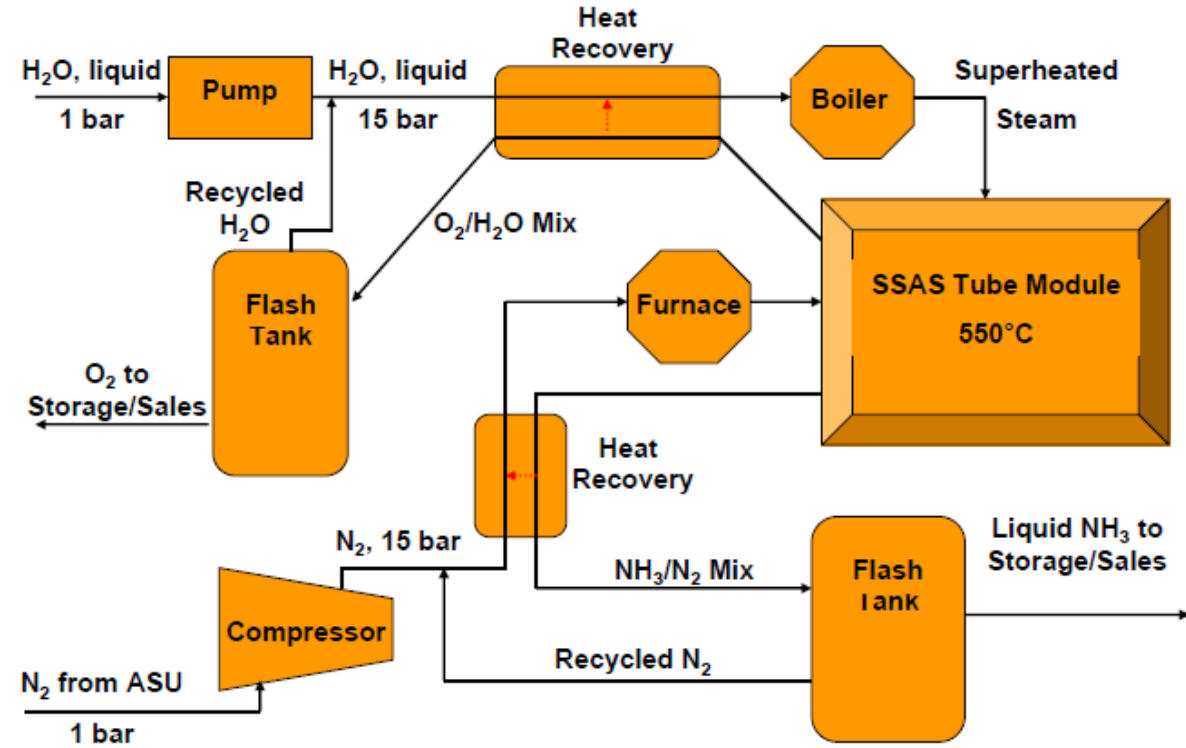 Heat
Recovery
H₂O, liquid
Pump
H₂O, liquid
1 bar
15 bar
Boiler
Superheated
Steam
Recycled
H₂O
O₂/H₂O Mix
Flash
Tank
Furnace
SSAS Tube Module
550°C
O₂ to
Storage/Sales
Heat
Recovery
N₂, 15 bar
NH₃/N₂ Mix
Flash
Tank
Liquid NH₃ to
Storage/Sales
Compressor
Recycled N₂
N₂ from ASU
1 bar